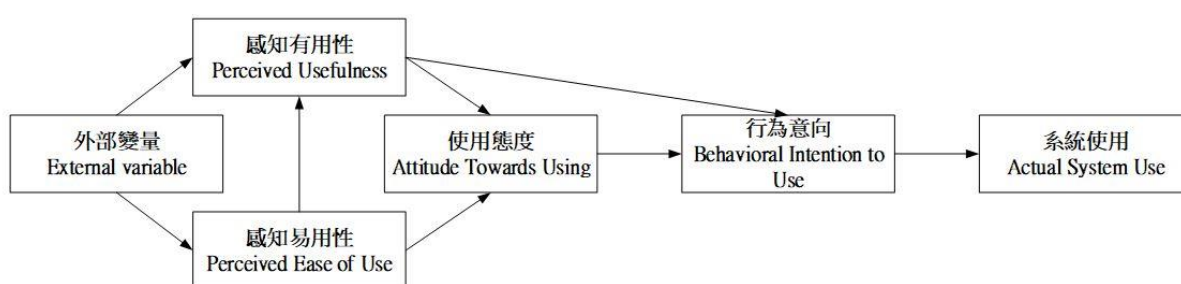 感知有用性
Perceived Usefulness
外部變量
External variable
使用態度
Attitude Towards Using
行為意向
Behavioral Intention to
Use
系統使用
Actual System Use
感知易用性
Perceived Ease of Use